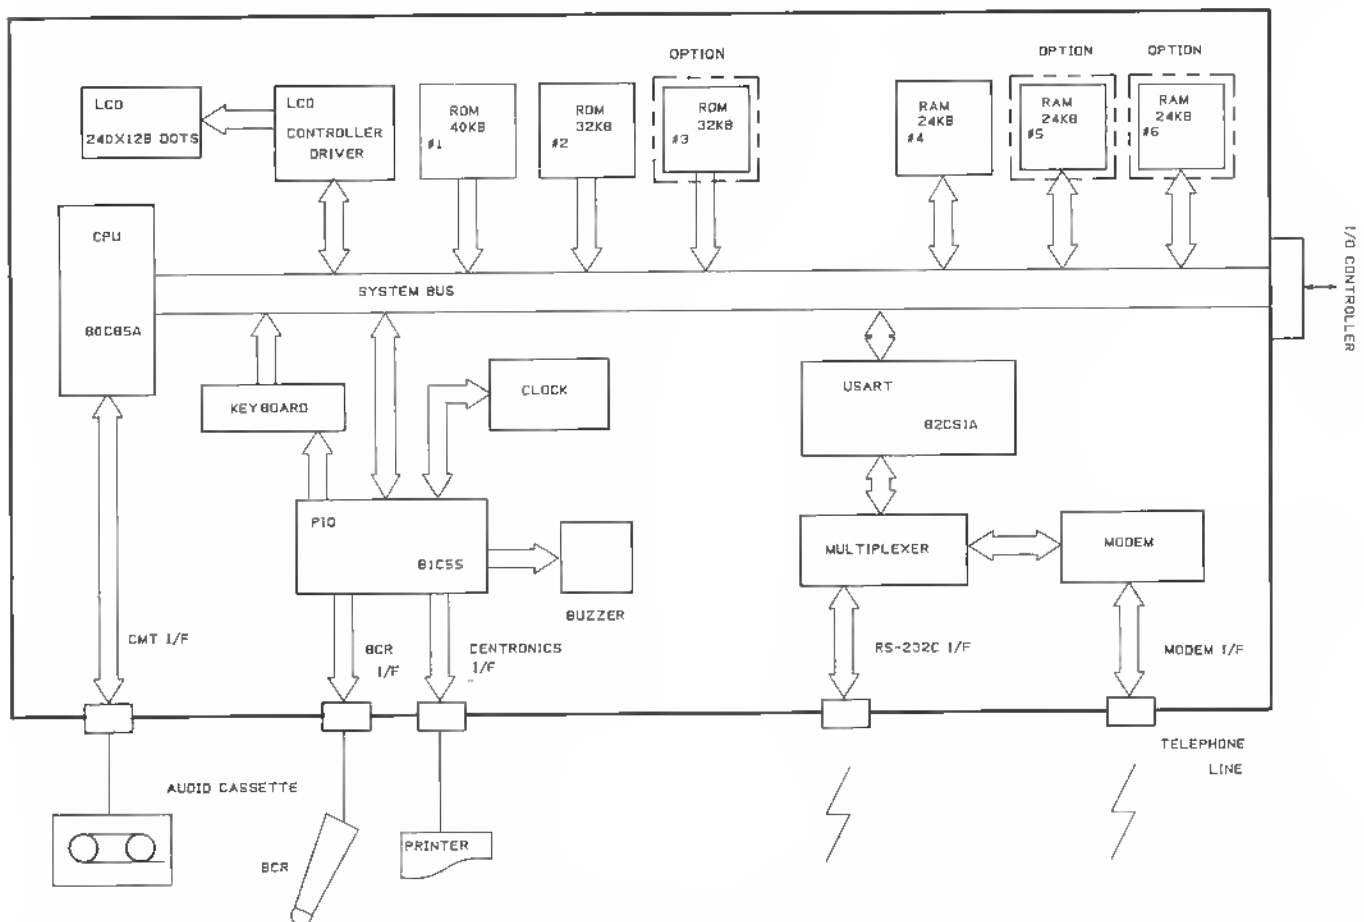 OPTION
OPTION
OPTION
LCD
240X128 DOTS
LCD
CONTROLLER
DRIVER
ROM
40KB
#1
ROM
32KB
#2
ROM
32KB
#3
RAM
24KB
#4
RAM
24KB
#5
RAM
24KB
#6
CPU
80C85A
SYSTEM BUS
I/O CONTROLLER
KEYBOARD
CLOCK
USART
82C51A
PIO
81C55
BUZZER
MULTIPLEXER
MODEM
CMT I/F
BCR
I/F
CENTRONICS
I/F
RS-232C I/F
MODEM I/F
TELEPHONE
LINE
AUDIO CASSETTE
BCR
PRINTER